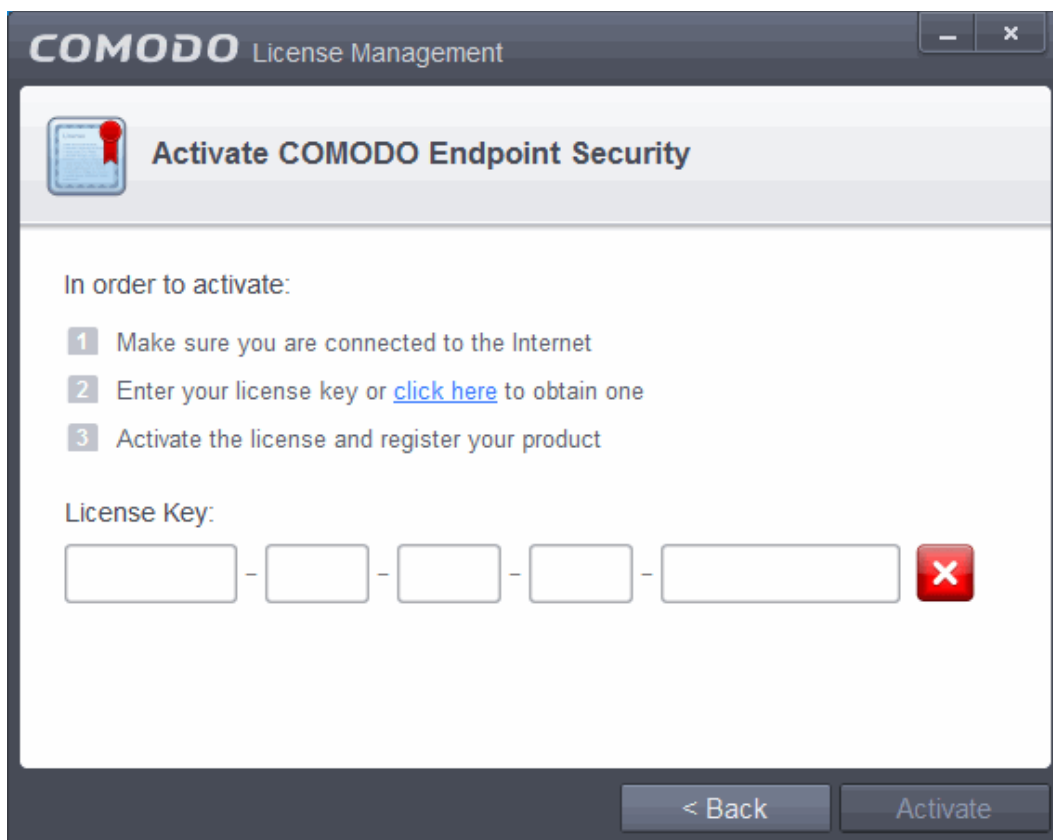 COMODO License Management
Activate COMODO Endpoint Security
In order to activate:
1 Make sure you are connected to the Internet
2 Enter your license key or click here to obtain one
3 Activate the license and register your product
License Key:
- - - -
< Back Activate